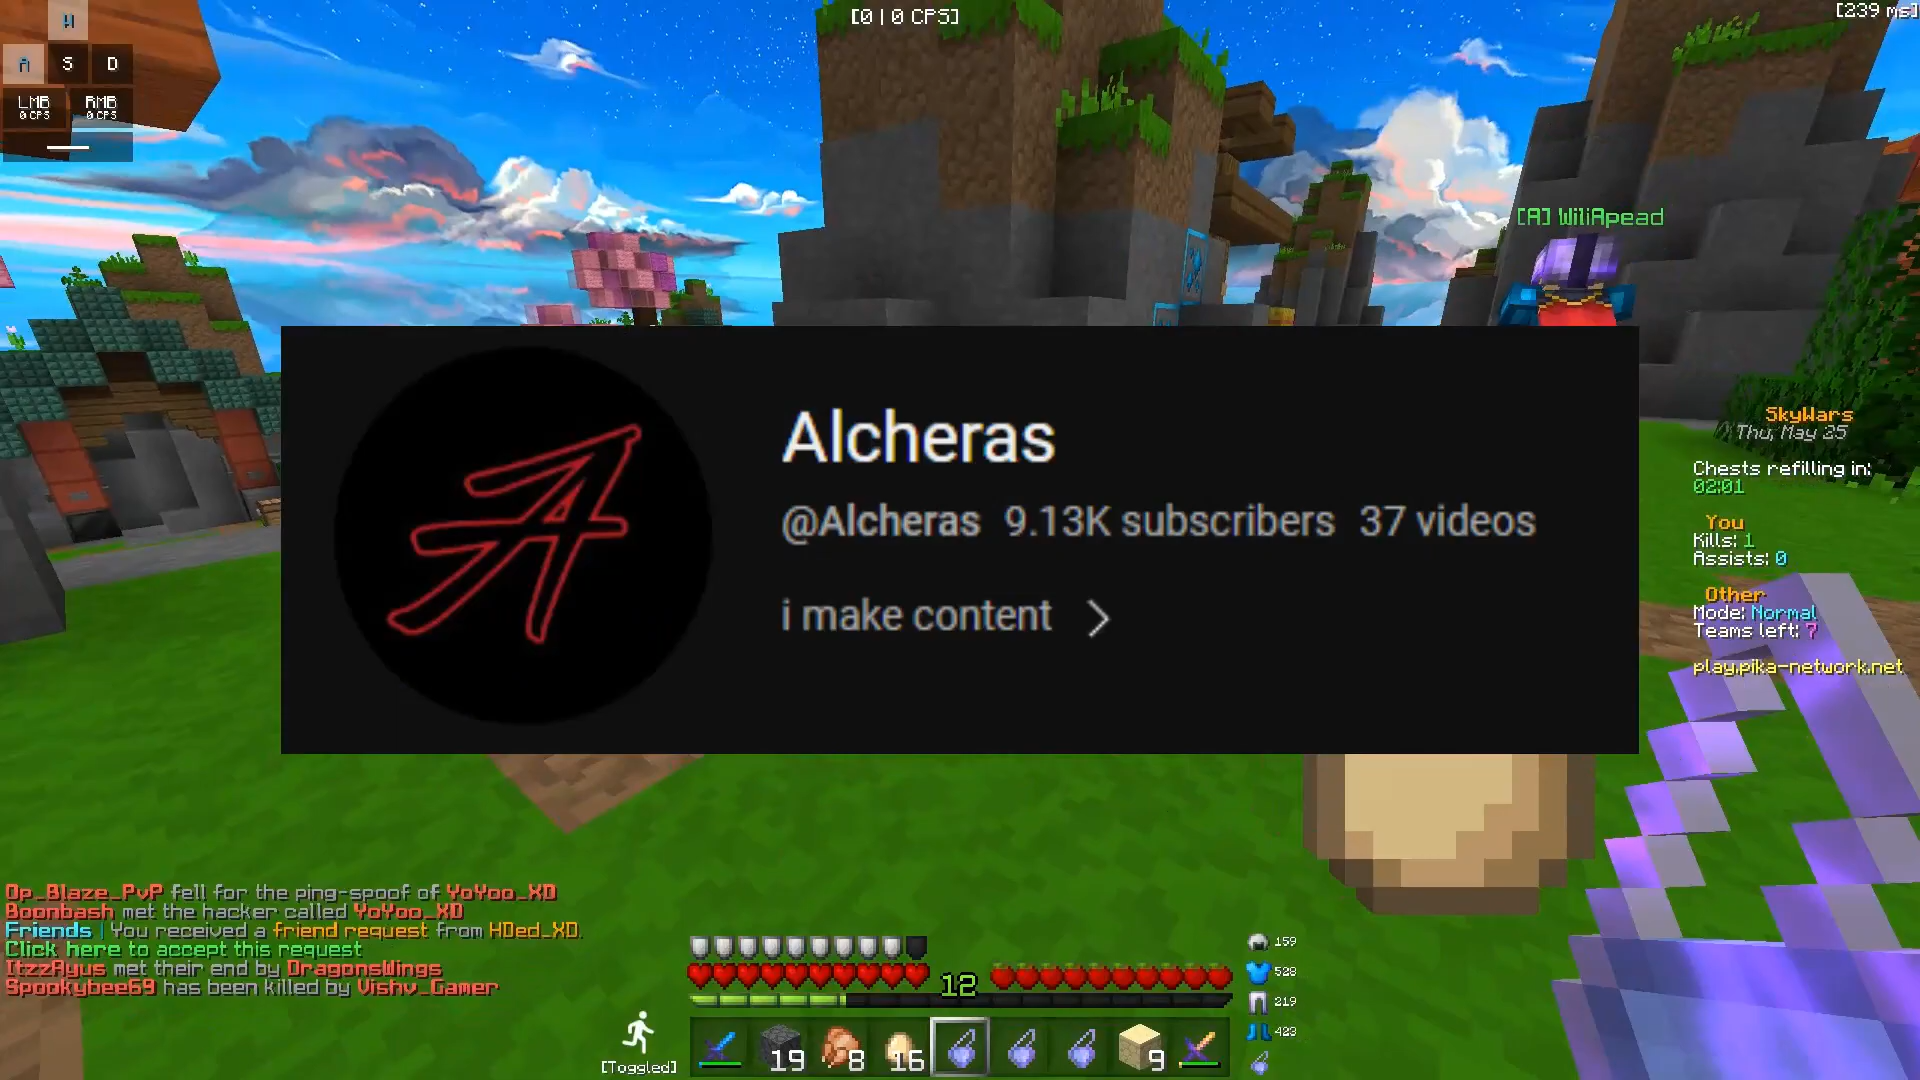 W
[0 | 0 CPS]
[239 ms]
A S D
LMB RMB
0 CPS 0 CPS
[A] WiliApead
Alcheras
@Alcheras 9.13K subscribers 37 videos
i make content
SkyWars
Thu, May 25
Chests refilling in:
02:01
You
Kills: 1
Assists: 0
Other
Mode: Normal
Teams left: 7
play.pika-network.net
Op_Blaze_PvP fell for the ping-spoof of YoYoo_XD
Boonbash met the hacker called YoYoo_XD
Friends | You received a friend request from HDed_XD.
Click here to accept this request
ItzzAyus met their end by DragonsWings
Spookybee69 has been killed by Vishv_Gamer
12
159
528
219
423
[Toggled]
19 8 16 9